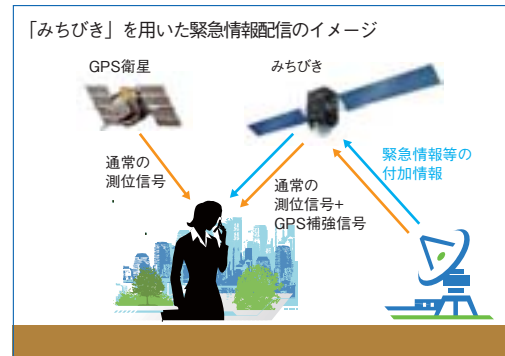 「みちびき」を用いた緊急情報配信のイメージ
GPS衛星
みちびき
通常の
測位信号
通常の
測位信号+
GPS補強信号
緊急情報等の
付加情報